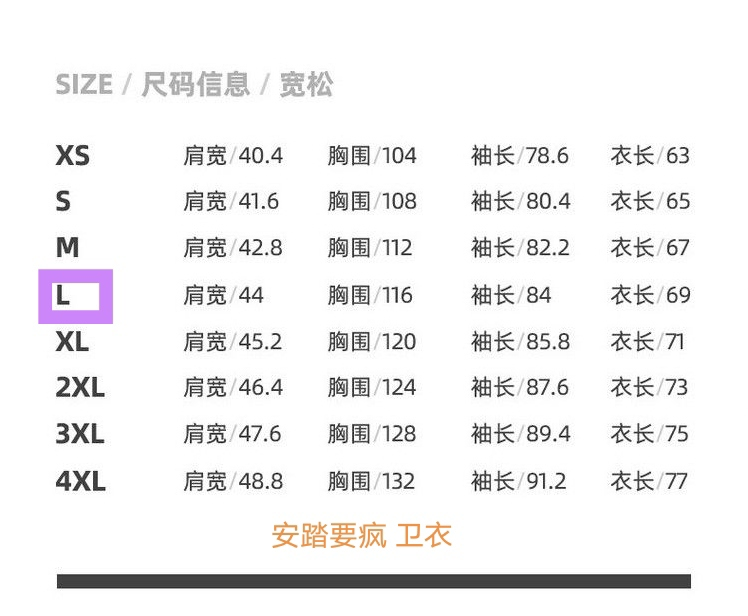 SIZE / 尺码信息 / 宽松
XS 肩宽/40.4 胸围/104 袖长/78.6 衣长/63
S 肩宽/41.6 胸围/108 袖长/80.4 衣长/65
M 肩宽/42.8 胸围/112 袖长/82.2 衣长/67
L 肩宽/44 胸围/116 袖长/84 衣长/69
XL 肩宽/45.2 胸围/120 袖长/85.8 衣长/71
2XL 肩宽/46.4 胸围/124 袖长/87.6 衣长/73
3XL 肩宽/47.6 胸围/128 袖长/89.4 衣长/75
4XL 肩宽/48.8 胸围/132 袖长/91.2 衣长/77
安踏要疯 卫衣